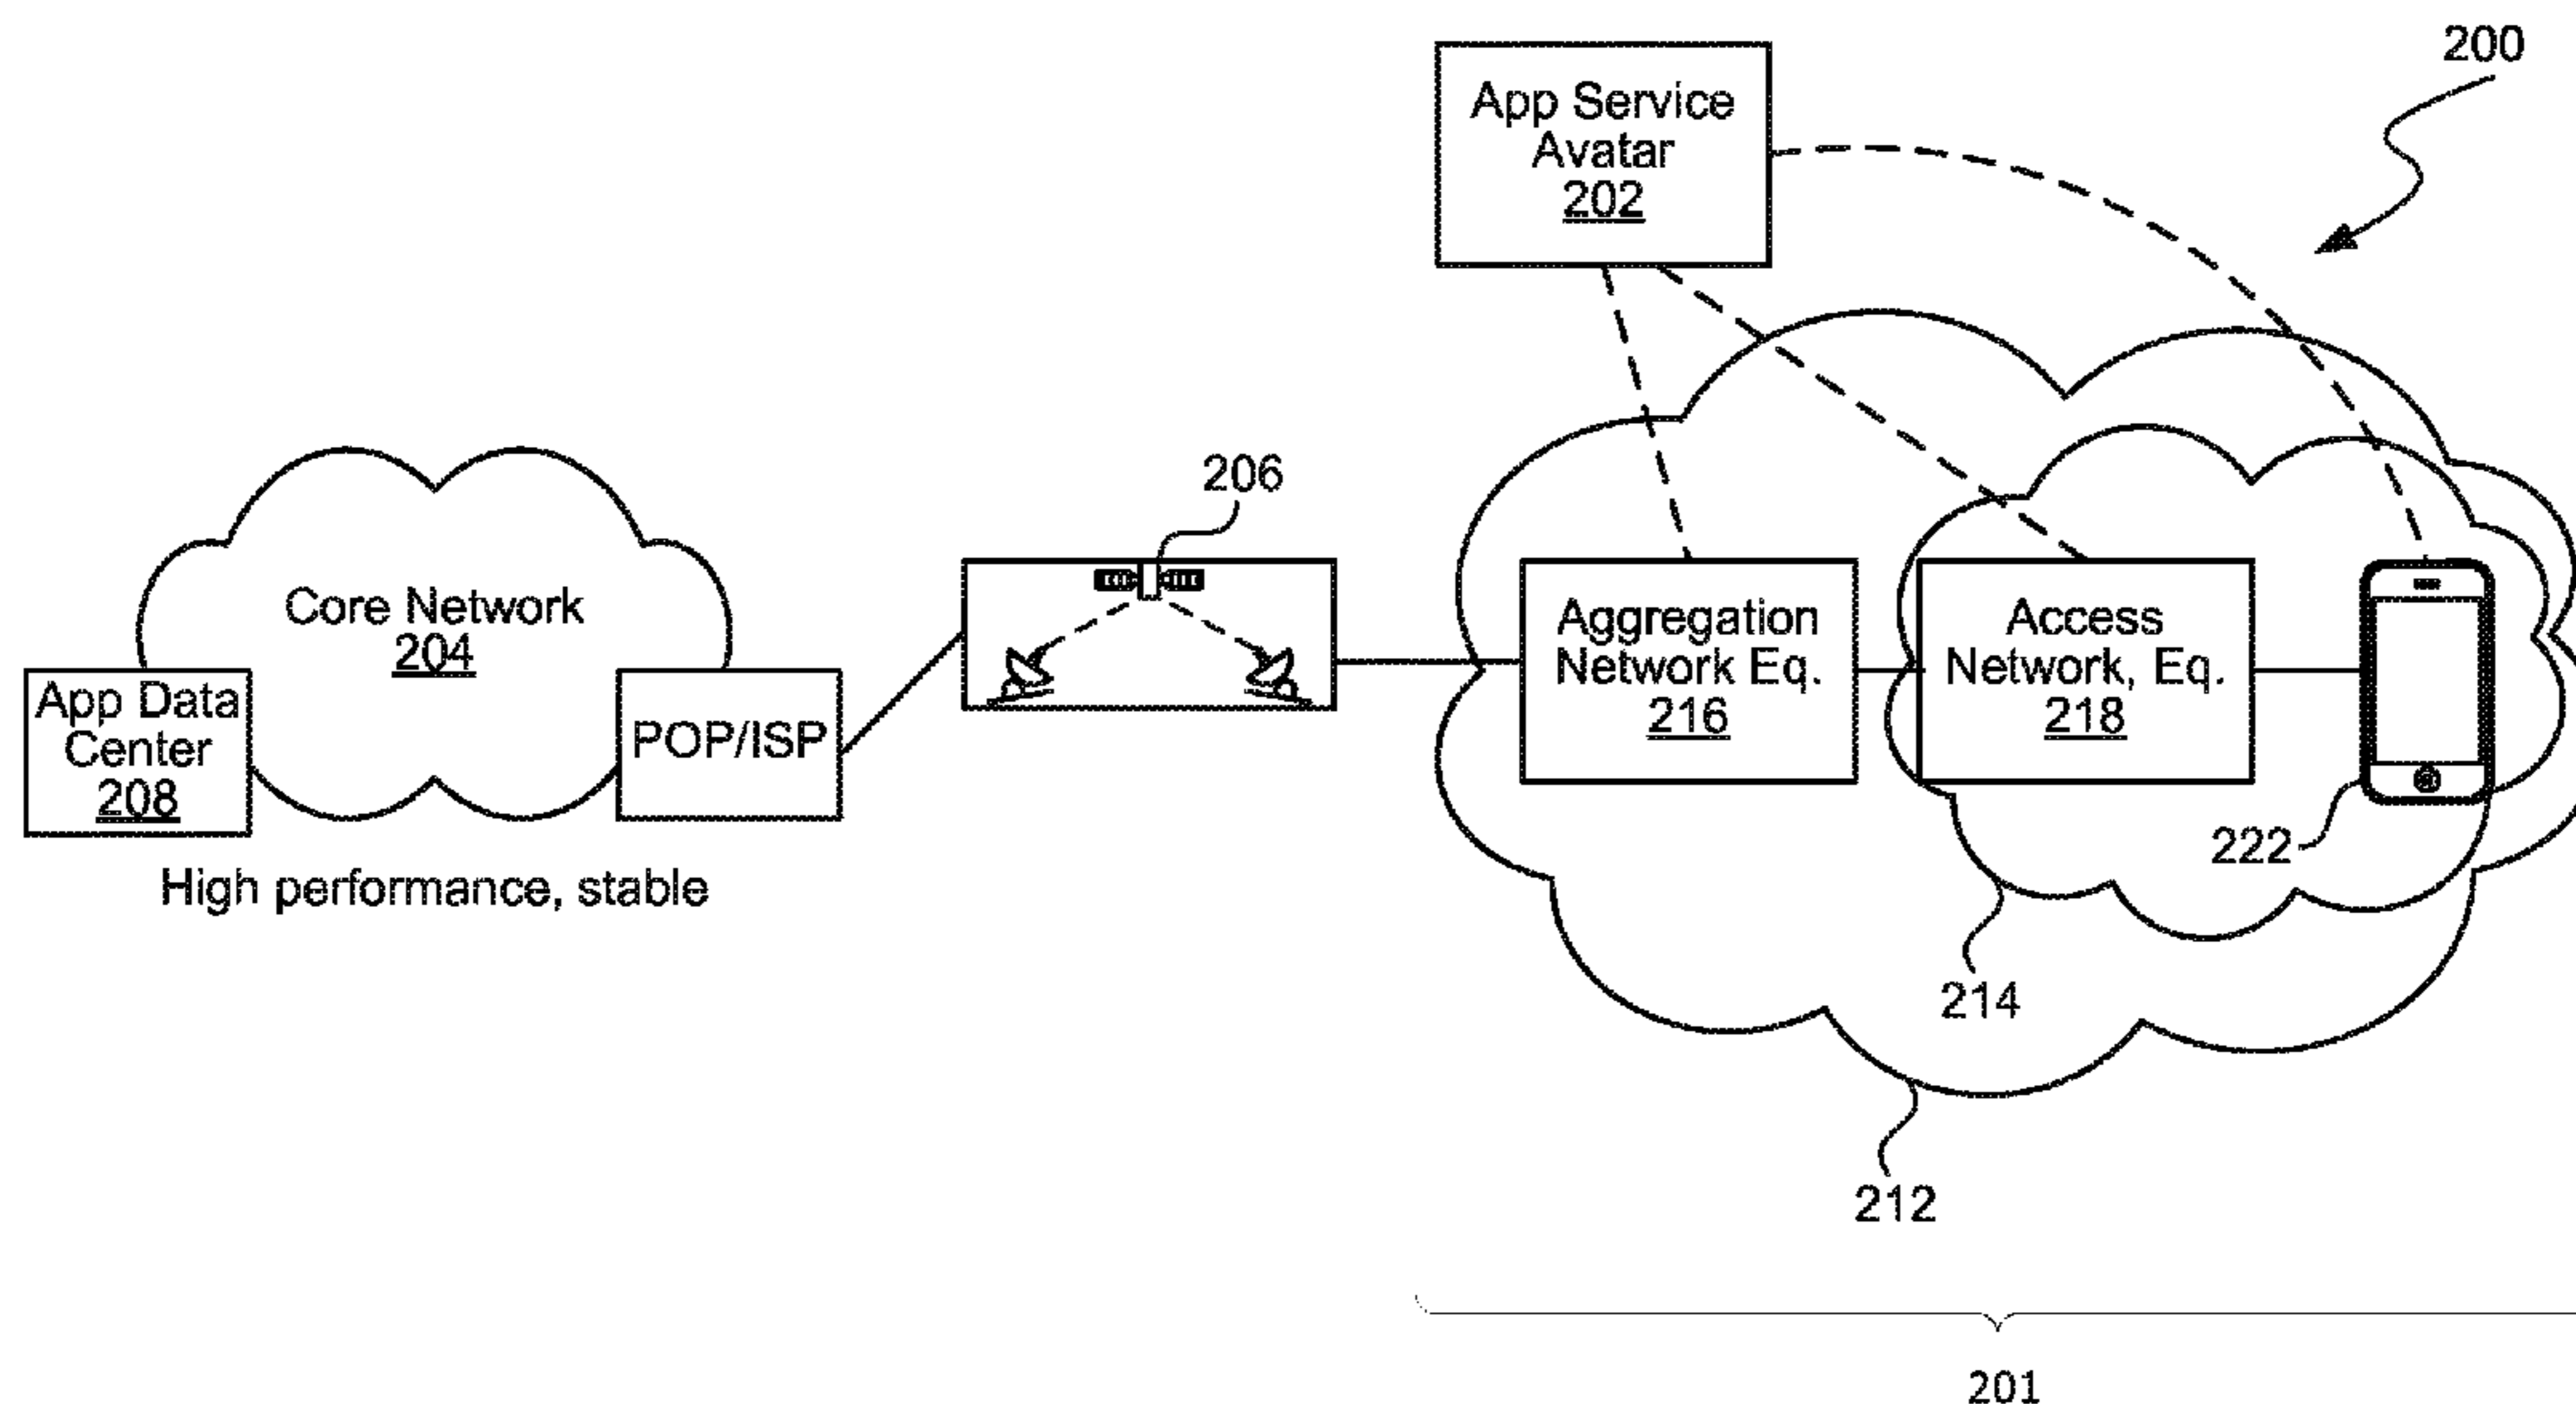 200
App Service
Avatar
202
206
Core Network
204
App Data
Center
208
POP/ISP
High performance, stable
Aggregation
Network Eq.
216
Access
Network, Eq.
218
222
214
212
201